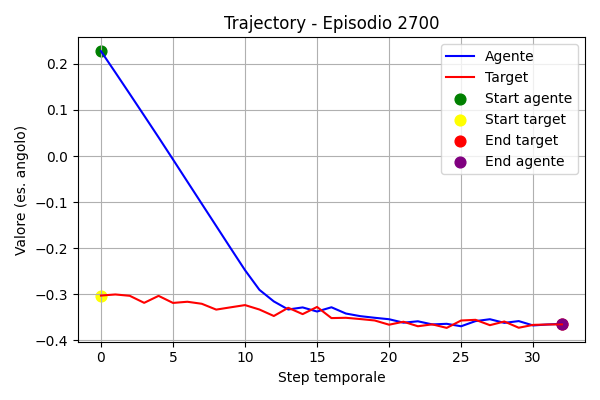 Trajectory - Episodio 2700
Agente
Target
Start agente
Start target
End target
End agente
Valore (es. angolo)
0.2
0.1
0.0
−0.1
−0.2
−0.3
−0.4
0 5 10 15 20 25 30
Step temporale